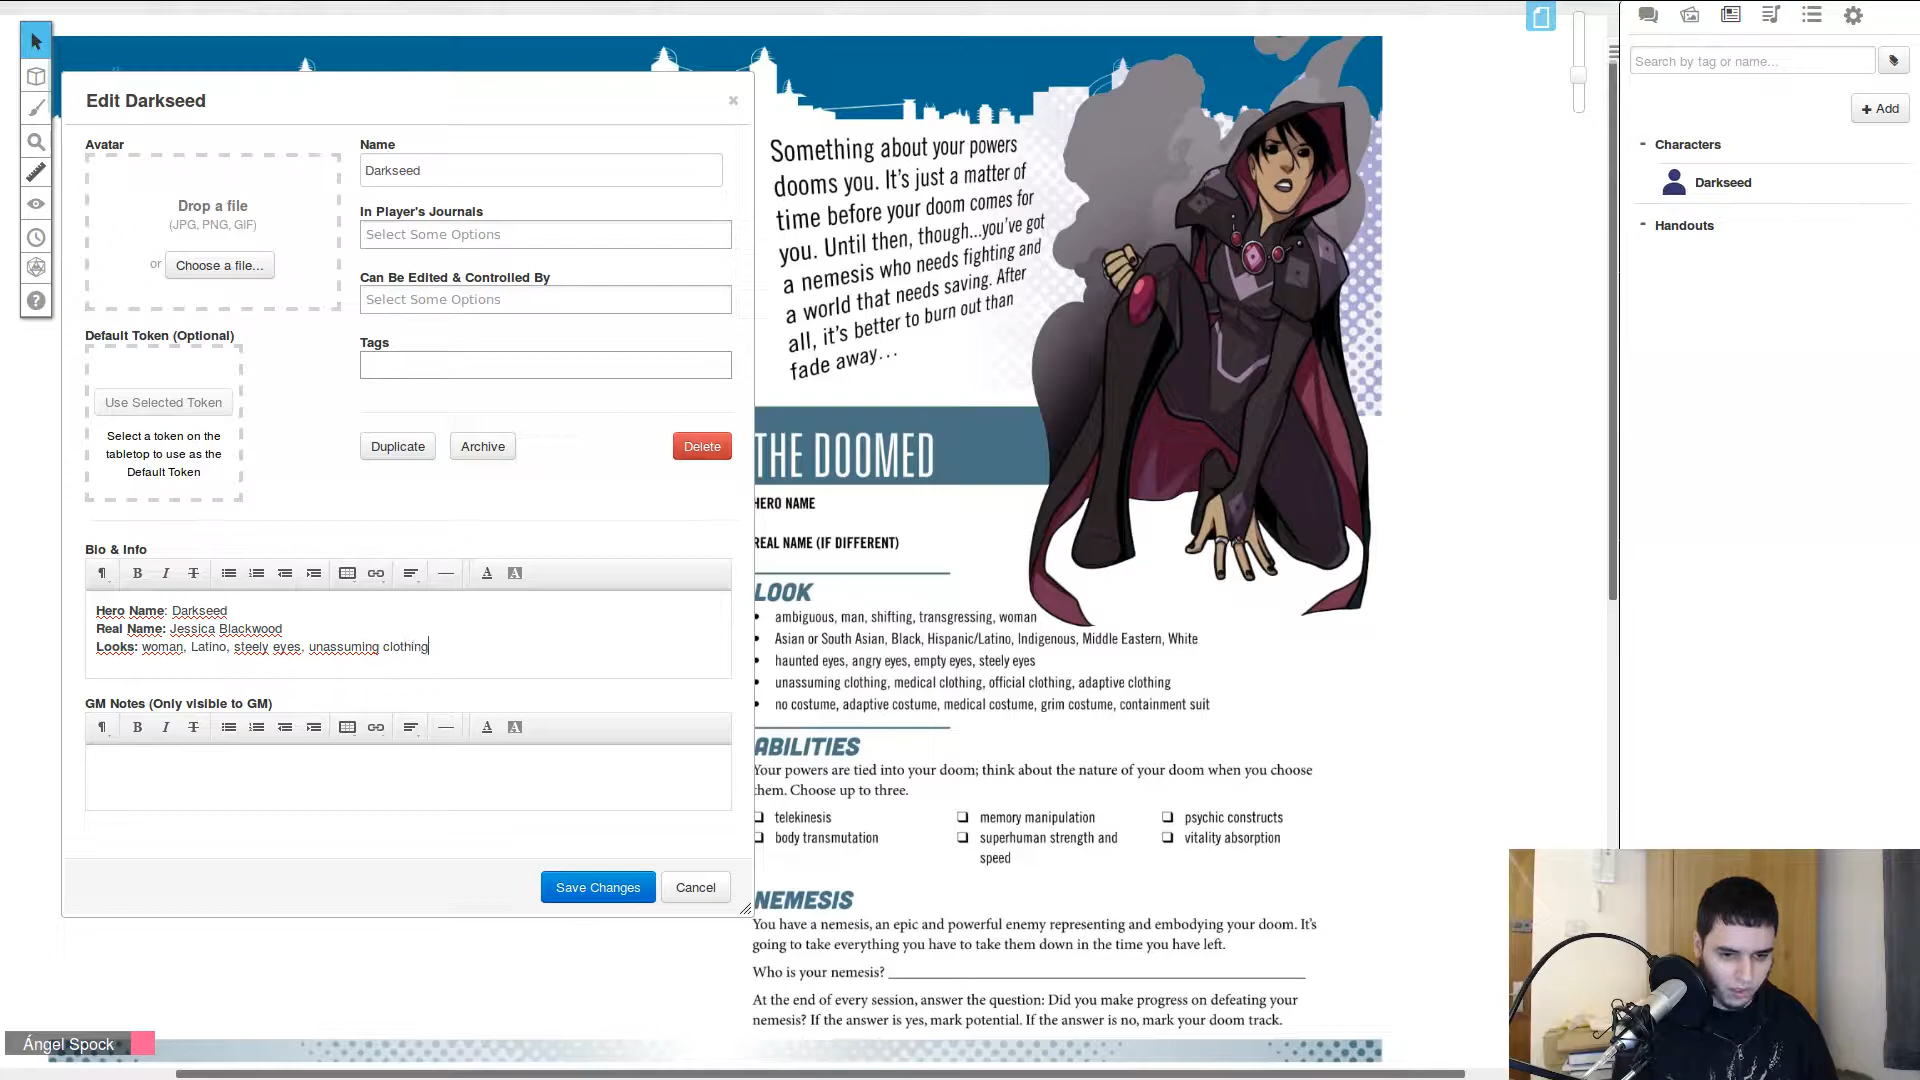 Search by tag or name...
Add
Characters
Darkseed
Handouts
Edit Darkseed
×
Avatar
Drop a file
(JPG, PNG, GIF)
or Choose a file...
Default Token (Optional)
Use Selected Token
Select a token on the
tabletop to use as the
Default Token
Name
Darkseed
In Player's Journals
Select Some Options
Can Be Edited & Controlled By
Select Some Options
Tags
Duplicate
Archive
Delete
Bio & Info
Hero Name: Darkseed
Real Name: Jessica Blackwood
Looks: woman, Latino, steely eyes, unassuming clothing
GM Notes (Only visible to GM)
Save Changes
Cancel
Something about your powers
dooms you. It's just a matter of
time before your doom comes for
you. Until then, though...you've got
a nemesis who needs fighting and
a world that needs saving. After
all, it's better to burn out than
fade away...
THE DOOMED
HERO NAME
REAL NAME (IF DIFFERENT)
LOOK
• ambiguous, man, shifting, transgressing, woman
• Asian or South Asian, Black, Hispanic/Latino, Indigenous, Middle Eastern, White
• haunted eyes, angry eyes, empty eyes, steely eyes
• unassuming clothing, medical clothing, official clothing, adaptive clothing
• no costume, adaptive costume, medical costume, grim costume, containment suit
ABILITIES
Your powers are tied into your doom; think about the nature of your doom when you choose
them. Choose up to three.
telekinesis
body transmutation
memory manipulation
superhuman strength and
speed
psychic constructs
vitality absorption
NEMESIS
You have a nemesis, an epic and powerful enemy representing and embodying your doom. It's
going to take everything you have to take them down in the time you have left.
Who is your nemesis?
At the end of every session, answer the question: Did you make progress on defeating your
nemesis? If the answer is yes, mark potential. If the answer is no, mark your doom track.
Ángel Spock